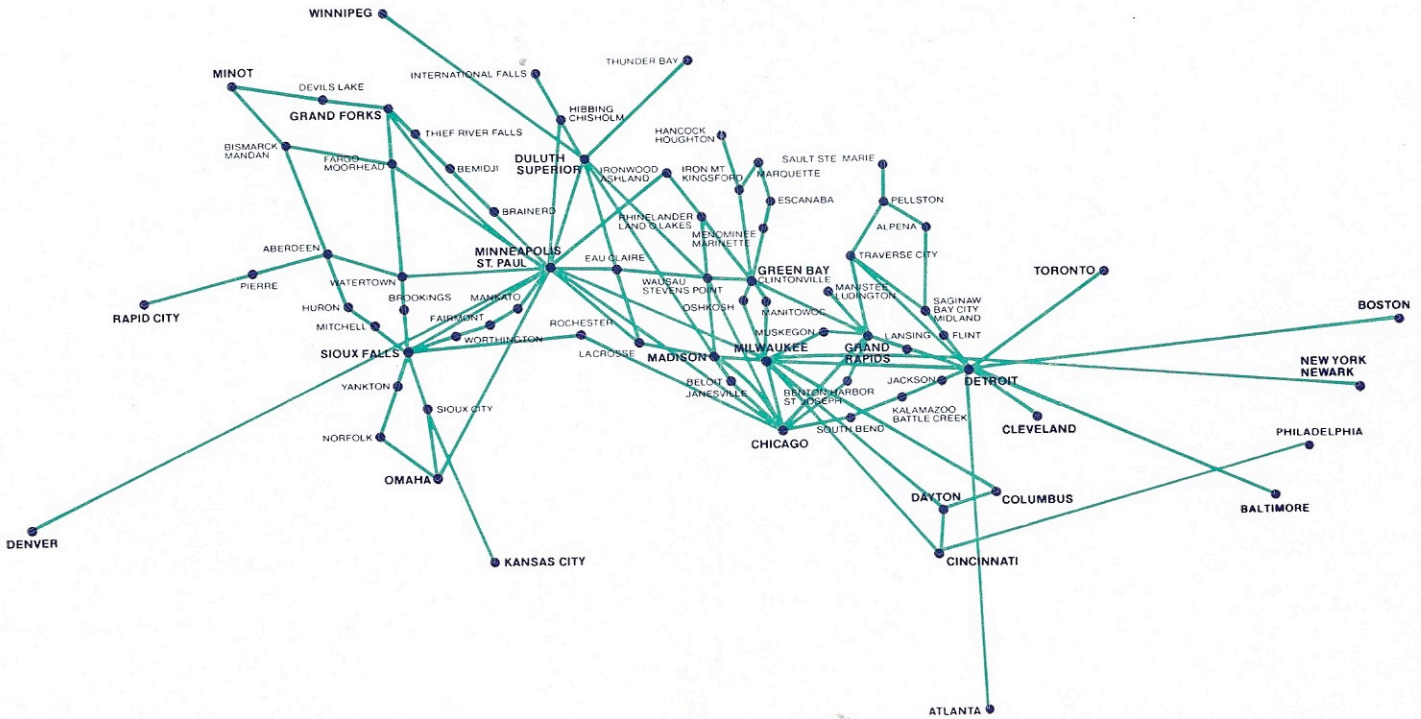 WINNIPEG
THUNDER BAY
MINOT
INTERNATIONAL FALLS
DEVILS LAKE
GRAND FORKS
HIBBING
CHISHOLM
THIEF RIVER FALLS
HANCOCK
HOUGHTON
BISMARCK
MANDAN
FARGO
MOORHEAD
BEMIDJI
DULUTH
SUPERIOR
IRONWOOD
ASHLAND
IRON MT
KINGSFORD
MARQUETTE
SAULT STE MARIE
ESCANABA
PELLSTON
BRAINERD
RHINELANDER
LAND O LAKES
MENOMINEE
MARINETTE
ALPENA
ABERDEEN
MINNEAPOLIS
ST. PAUL
EAU CLAIRE
TRAVERSE CITY
GREEN BAY
CLINTONVILLE
TORONTO
PIERRE
WATERTOWN
WAUSAU
STEVENS POINT
MANISTEE
LUDINGTON
RAPID CITY
HURON
BROOKINGS
MANKATO
OSHKOSH
MANITOWOC
SAGINAW
BAY CITY
MIDLAND
BOSTON
MITCHELL
FAIRMONT
ROCHESTER
MUSKEGON
LANSING
FLINT
SIOUX FALLS
WORTHINGTON
LACROSSE
MADISON
MILWAUKEE
GRAND
RAPIDS
NEW YORK
NEWARK
YANKTON
BELOIT
JANESVILLE
BENTON HARBOR
ST JOSEPH
JACKSON
DETROIT
SIOUX CITY
KALAMAZOO
BATTLE CREEK
NORFOLK
CHICAGO
SOUTH BEND
CLEVELAND
PHILADELPHIA
OMAHA
DAYTON
COLUMBUS
BALTIMORE
DENVER
KANSAS CITY
CINCINNATI
ATLANTA